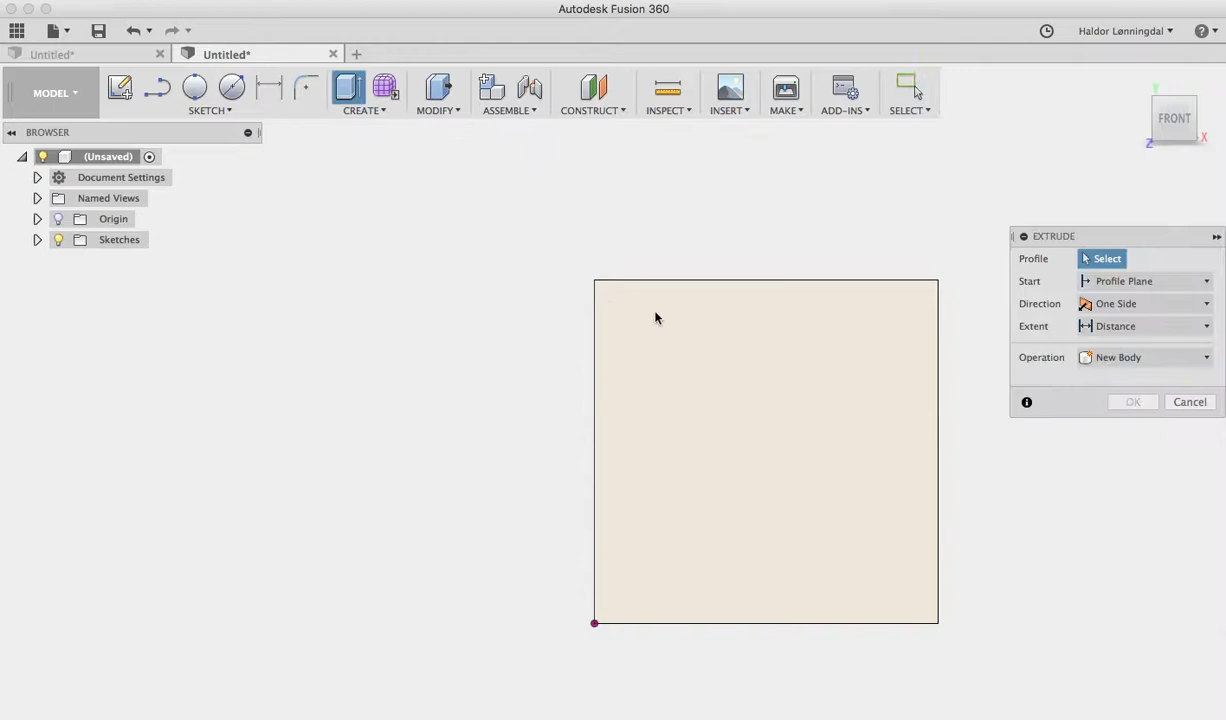 Autodesk Fusion 360
Haldor Lønningdal
Untitled*
Untitled*
MODEL
SKETCH
CREATE
MODIFY
ASSEMBLE
CONSTRUCT
INSPECT
INSERT
MAKE
ADD-INS
SELECT
FRONT
X
Y
Z
BROWSER
(Unsaved)
Document Settings
Named Views
Origin
Sketches
EXTRUDE
Profile Select
Start Profile Plane
Direction One Side
Extent Distance
Operation New Body
OK Cancel